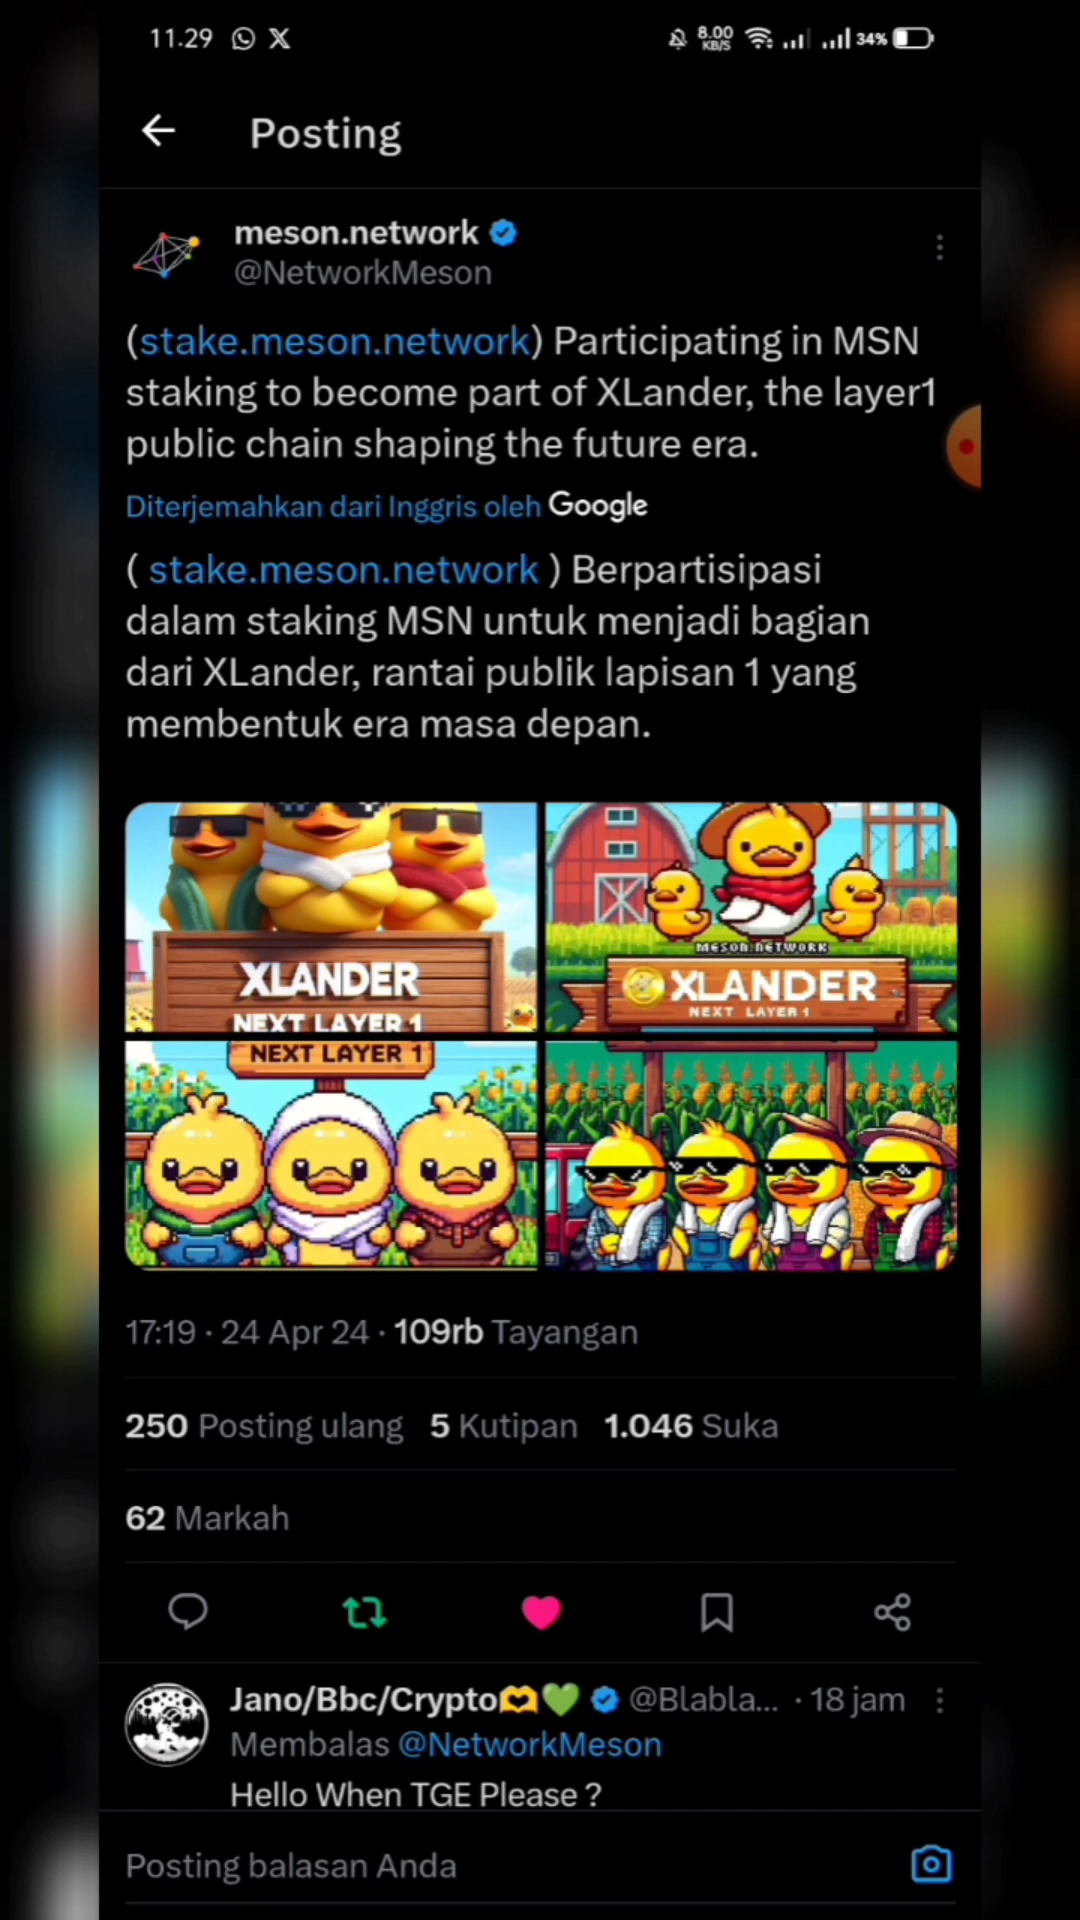 11.29
8.00
KB/S
34%
Posting
meson.network
@NetworkMeson
(stake.meson.network) Participating in MSN
staking to become part of XLander, the layer1
public chain shaping the future era.
Diterjemahkan dari Inggris oleh Google
( stake.meson.network ) Berpartisipasi
dalam staking MSN untuk menjadi bagian
dari XLander, rantai publik lapisan 1 yang
membentuk era masa depan.
XLANDER
NEXT LAYER 1
MESON.NETWORK
XLANDER
NEXT LAYER 1
NEXT LAYER 1
17:19 · 24 Apr 24 · 109rb Tayangan
250 Posting ulang 5 Kutipan 1.046 Suka
62 Markah
Jano/Bbc/Crypto🫶💚 @Blabla... · 18 jam
Membalas @NetworkMeson
Hello When TGE Please ?
Posting balasan Anda